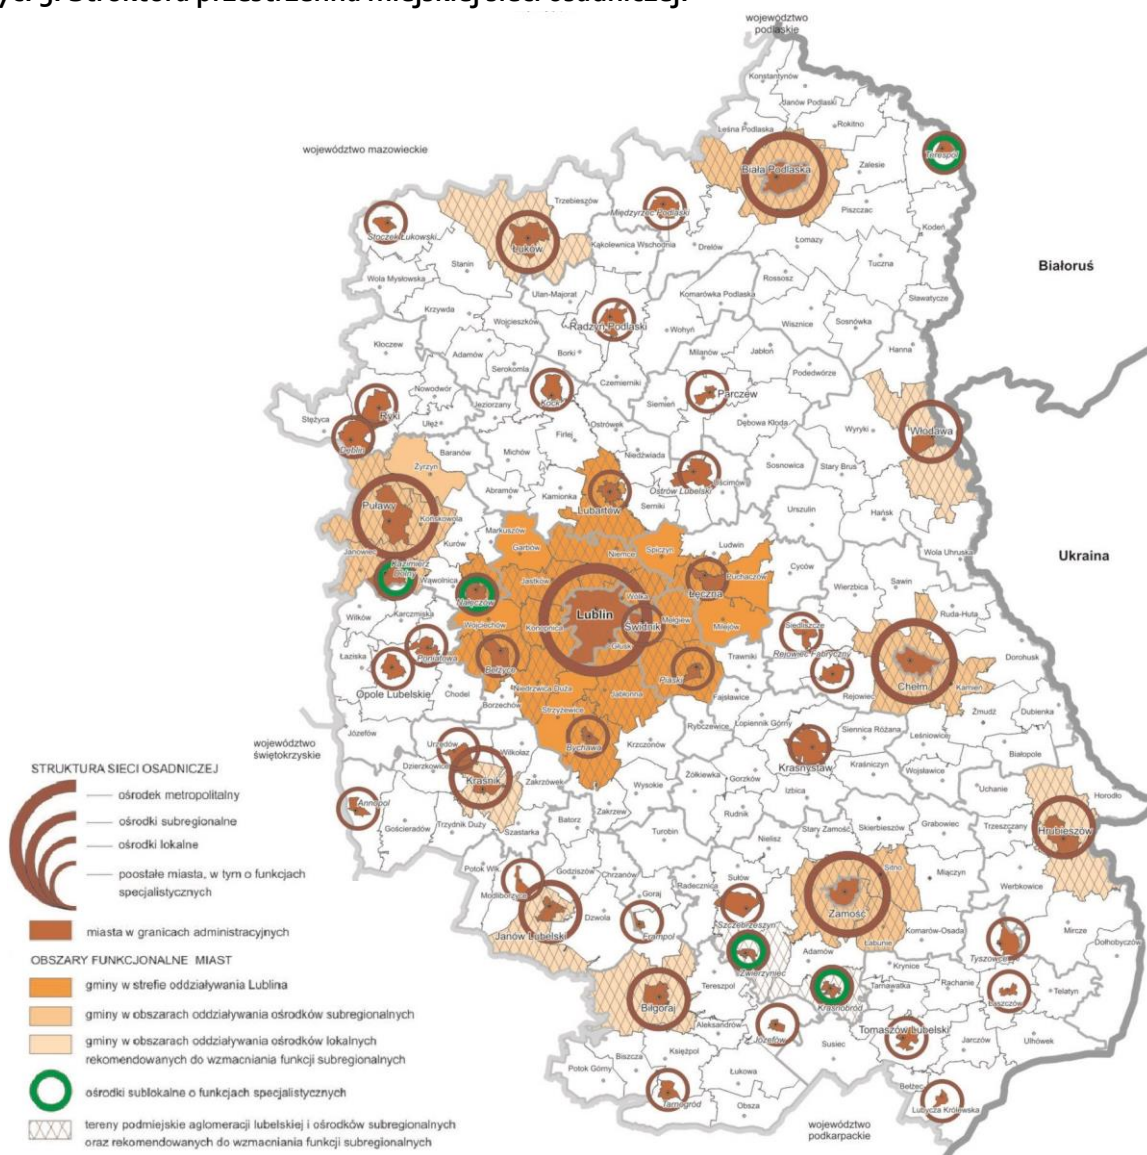 województwo
podlaskie
Konstantynów
Janów Podlaski
Leśna Podlaska
Rokitno
Terespol
województwo mazowieckie
Biała Podlaska
Zalesie
Trzebieszów
Międzyrzec Podlaski
Piszczac
Kodeń
Stoczek Łukowski
Łuków
Kąkolewnica Wschodnia
Drelów
Łomazy
Tuczna
Białoruś
Stanin
Wola Mysłowska
Rossosz
Ulan-Majorat
Komarówka Podlaska
Sławatycze
Krzywda
Wojcieszków
Radzyń Podlaski
Wohyń
Wisznice
Sosnówka
Kłoczew
Adamów
Borki
Milanów
Jabłoń
Hanna
Serokomla
Podedwórze
Nowodwór
Czemierniki
Jeziorzany
Kock
Siemień
Parczew
Stężyca
Ryki
Ułęż
Dęblin
Firlej
Ostrówek
Dębowa Kłoda
Wyryki
Włodawa
Baranów
Michów
Niedźwiada
Sosnowica
Stary Brus
Żyrzyn
Abramów
Kamionka
Lubartów
Ostrów Lubelski
Uścimów
Serniki
Puławy
Końskowola
Markuszów
Urszulin
Hańsk
Kurów
Garbów
Niemce
Spiczyn
Ludwin
Wola Uhruska
Ukraina
Janowiec
Kazimierz
Dolny
Wąwolnica
Nałęczów
Jastków
Łęczna
Puchaczów
Cyców
Wierzbica
Sawin
Wilków
Karczmiska
Wojciechów
Konopnica
Lublin
Wólka
Świdnik
Mełgiew
Milejów
Siedliszcze
Ruda-Huta
Łaziska
Poniatowa
Bełżyce
Głusk
Rejowiec Fabryczny
Dorohusk
Opole Lubelskie
Chodel
Niedrzwica Duża
Piaski
Trawniki
Chełm
Kamień
Borzechów
Strzyżewice
Jabłonna
Fajsławice
Rejowiec
Żmudź
Dubienka
Józefów
Bychawa
Rybczewice
Łopiennik Górny
Siennica Różana
Leśniowice
województwo
świętokrzyskie
Urzędów
Wilkołaz
Krzczonów
Białopole
Dzierzkowice
Kraśnik
Zakrzówek
Żółkiewka
Gorzków
Krasnystaw
Kraśniczyn
Wojsławice
STRUKTURA SIECI OSADNICZEJ
Wysokie
Izbica
Uchanie
Horodło
ośrodek metropolitalny
Annopol
Gościeradów
Trzydnik Duży
Szastarka
Batorz
Zakrzew
Rudnik
ośrodki subregionalne
Turobin
Stary Zamość
Skierbieszów
Grabowiec
Trzeszczany
Hrubieszów
ośrodki lokalne
Nielisz
poostałe miasta, w tym o funkcjach
specjalistycznych
Potok Wlk.
Godziszów
Chrzanów
Radecznica
Sułów
Sitno
Miączyn
Werbkowice
Modliborzyce
Goraj
Zamość
miasta w granicach administracyjnych
Janów Lubelski
Dzwola
Frampol
Szczebrzeszyn
Łabunie
Komarów-Osada
Tyszowce
Mircze
Dołhobyczów
OBSZARY FUNKCJONALNE MIAST
Zwierzyniec
Adamów
Krynice
gminy w strefie oddziaływania Lublina
Biłgoraj
Tereszpol
Krasnobród
Tarnawatka
Rachanie
Łaszczów
Telatyn
gminy w obszarach oddziaływania ośrodków subregionalnych
Aleksandrów
Józefów
Tomaszów Lubelski
gminy w obszarach oddziaływania ośrodków lokalnych
rekomendowanych do wzmacniania funkcji subregionalnych
Biszcza
Księżpol
Susiec
Jarczów
Ulhówek
Potok Górny
Łukowa
ośrodki sublokalne o funkcjach specjalistycznych
Tarnogród
Obsza
Bełżec
Lubycza Królewska
tereny podmiejskie aglomeracji lubelskiej i ośrodków subregionalnych
oraz rekomendowanych do wzmacniania funkcji subregionalnych
województwo
podkarpackie